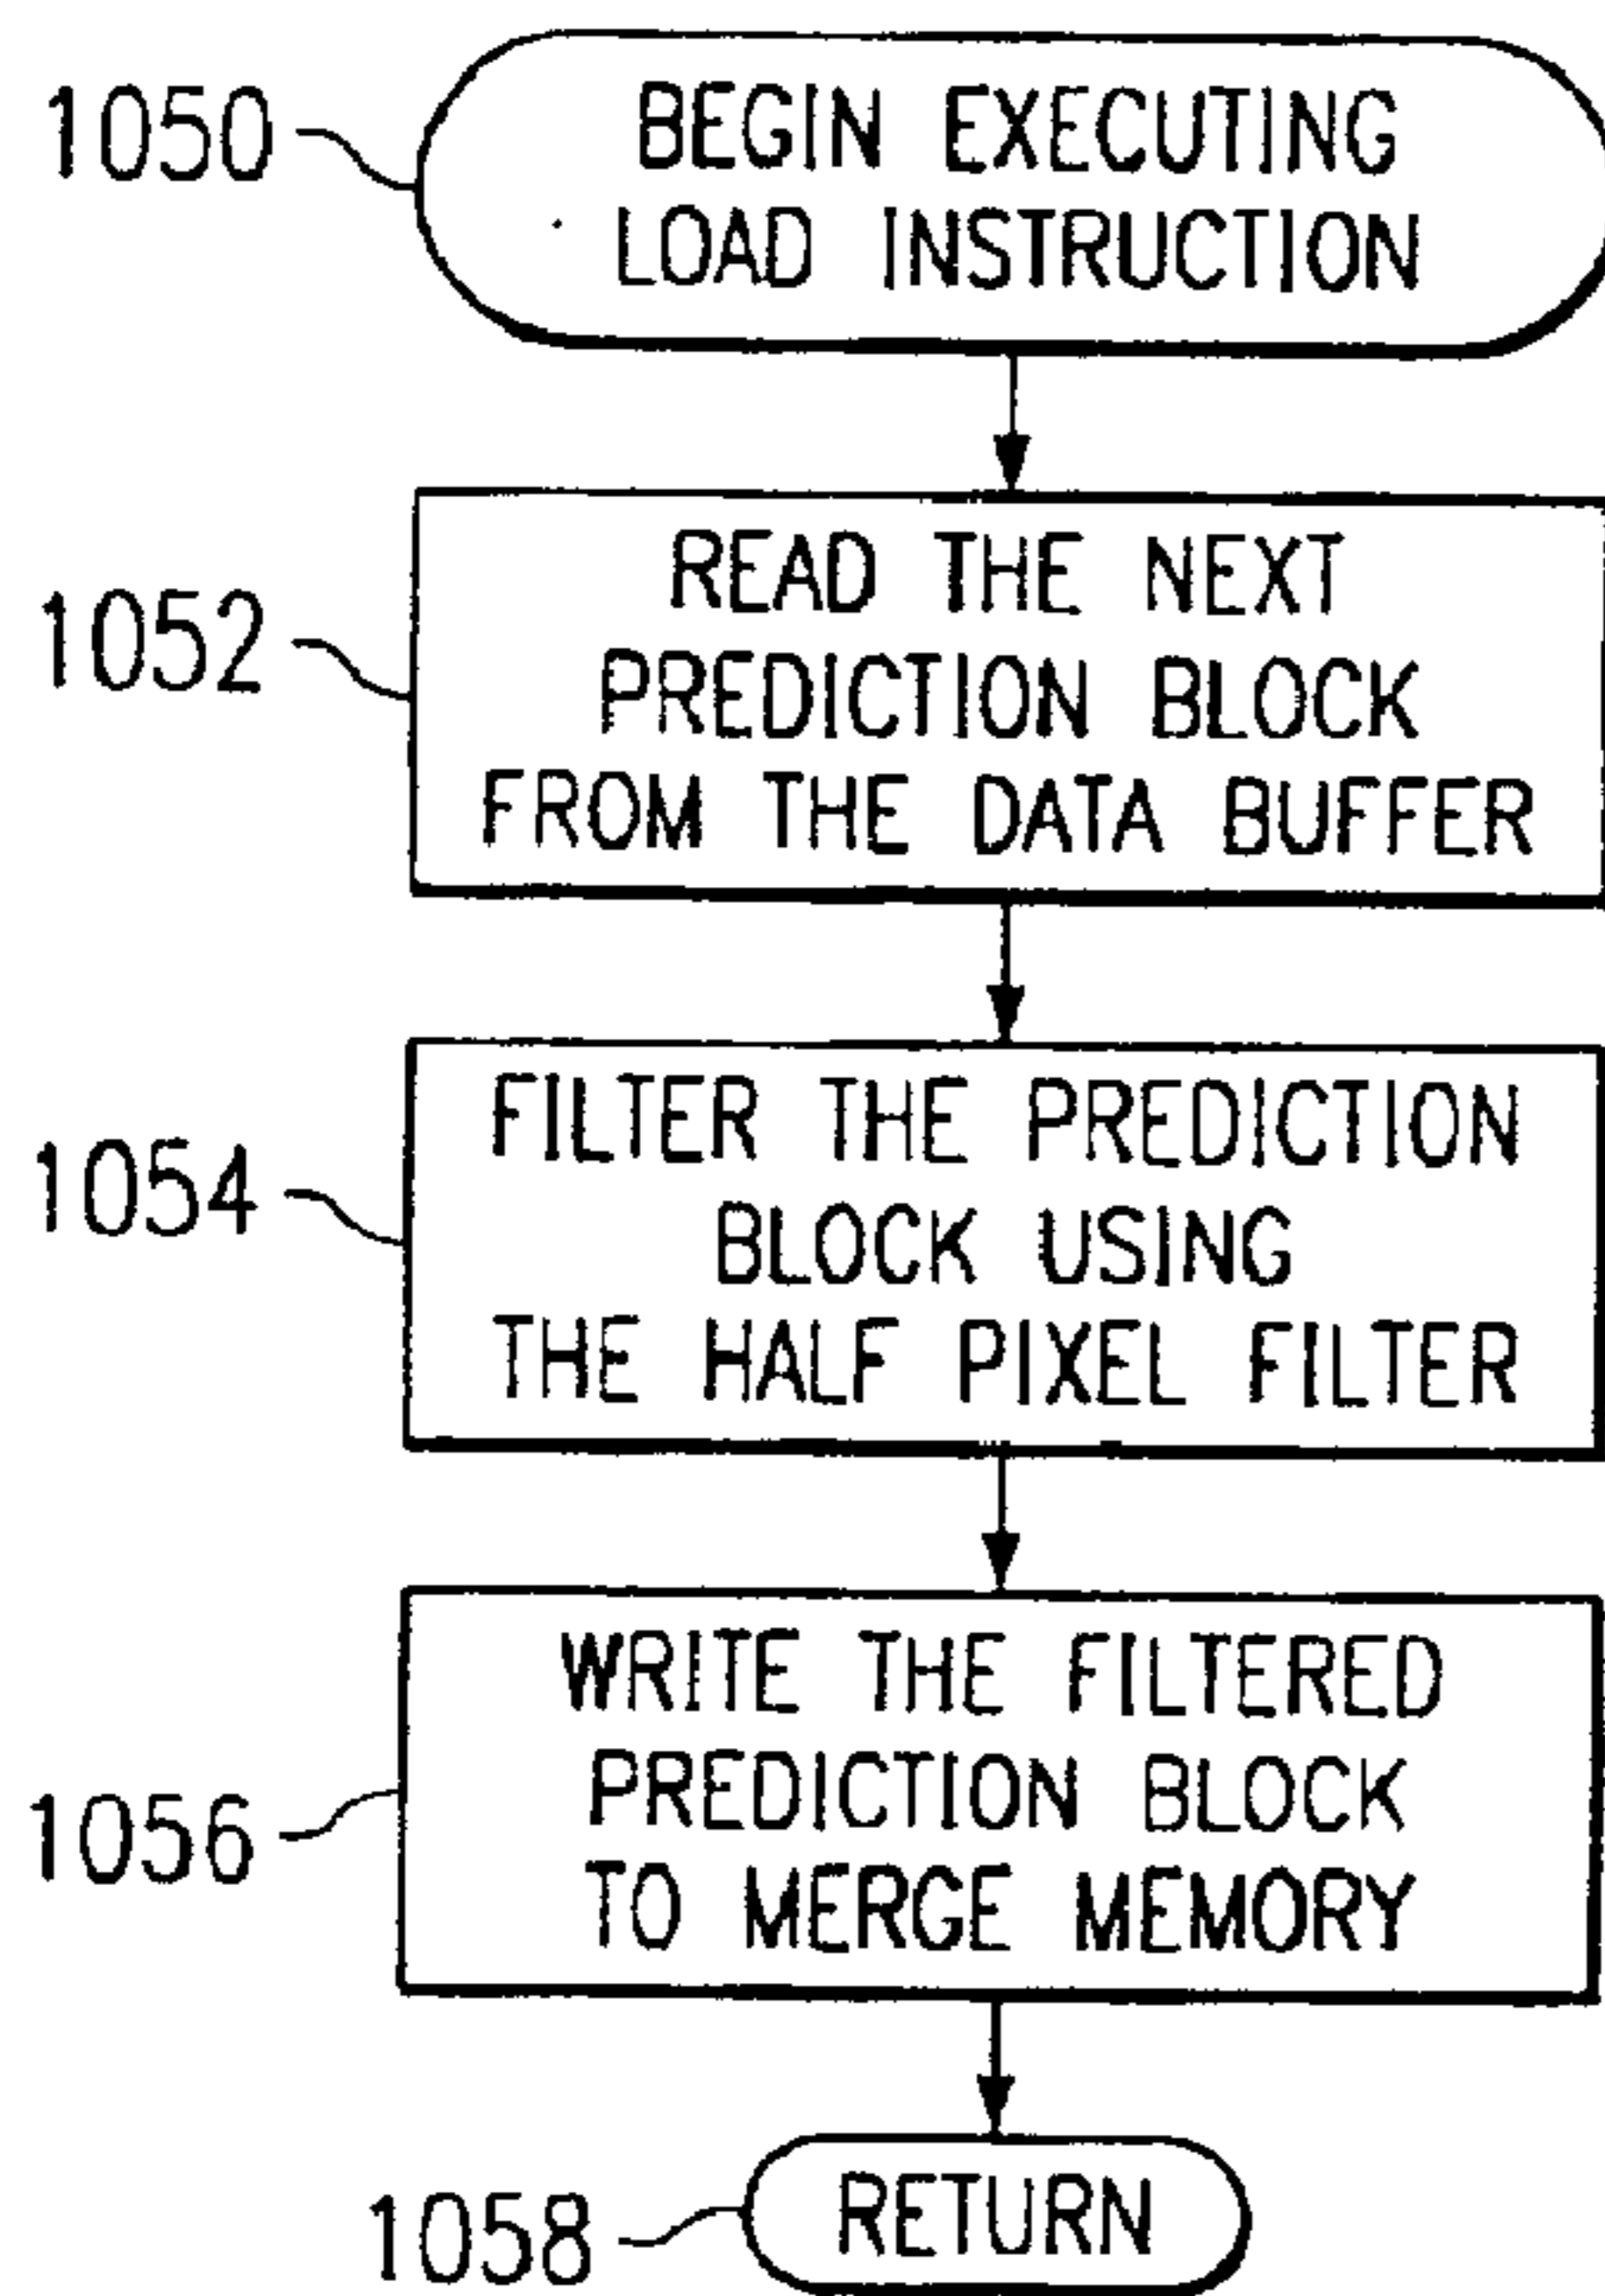 1050
BEGIN EXECUTING
LOAD INSTRUCTION
1052
READ THE NEXT
PREDICTION BLOCK
FROM THE DATA BUFFER
1054
FILTER THE PREDICTION
BLOCK USING
THE HALF PIXEL FILTER
1056
WRITE THE FILTERED
PREDICTION BLOCK
TO MERGE MEMORY
1058
RETURN